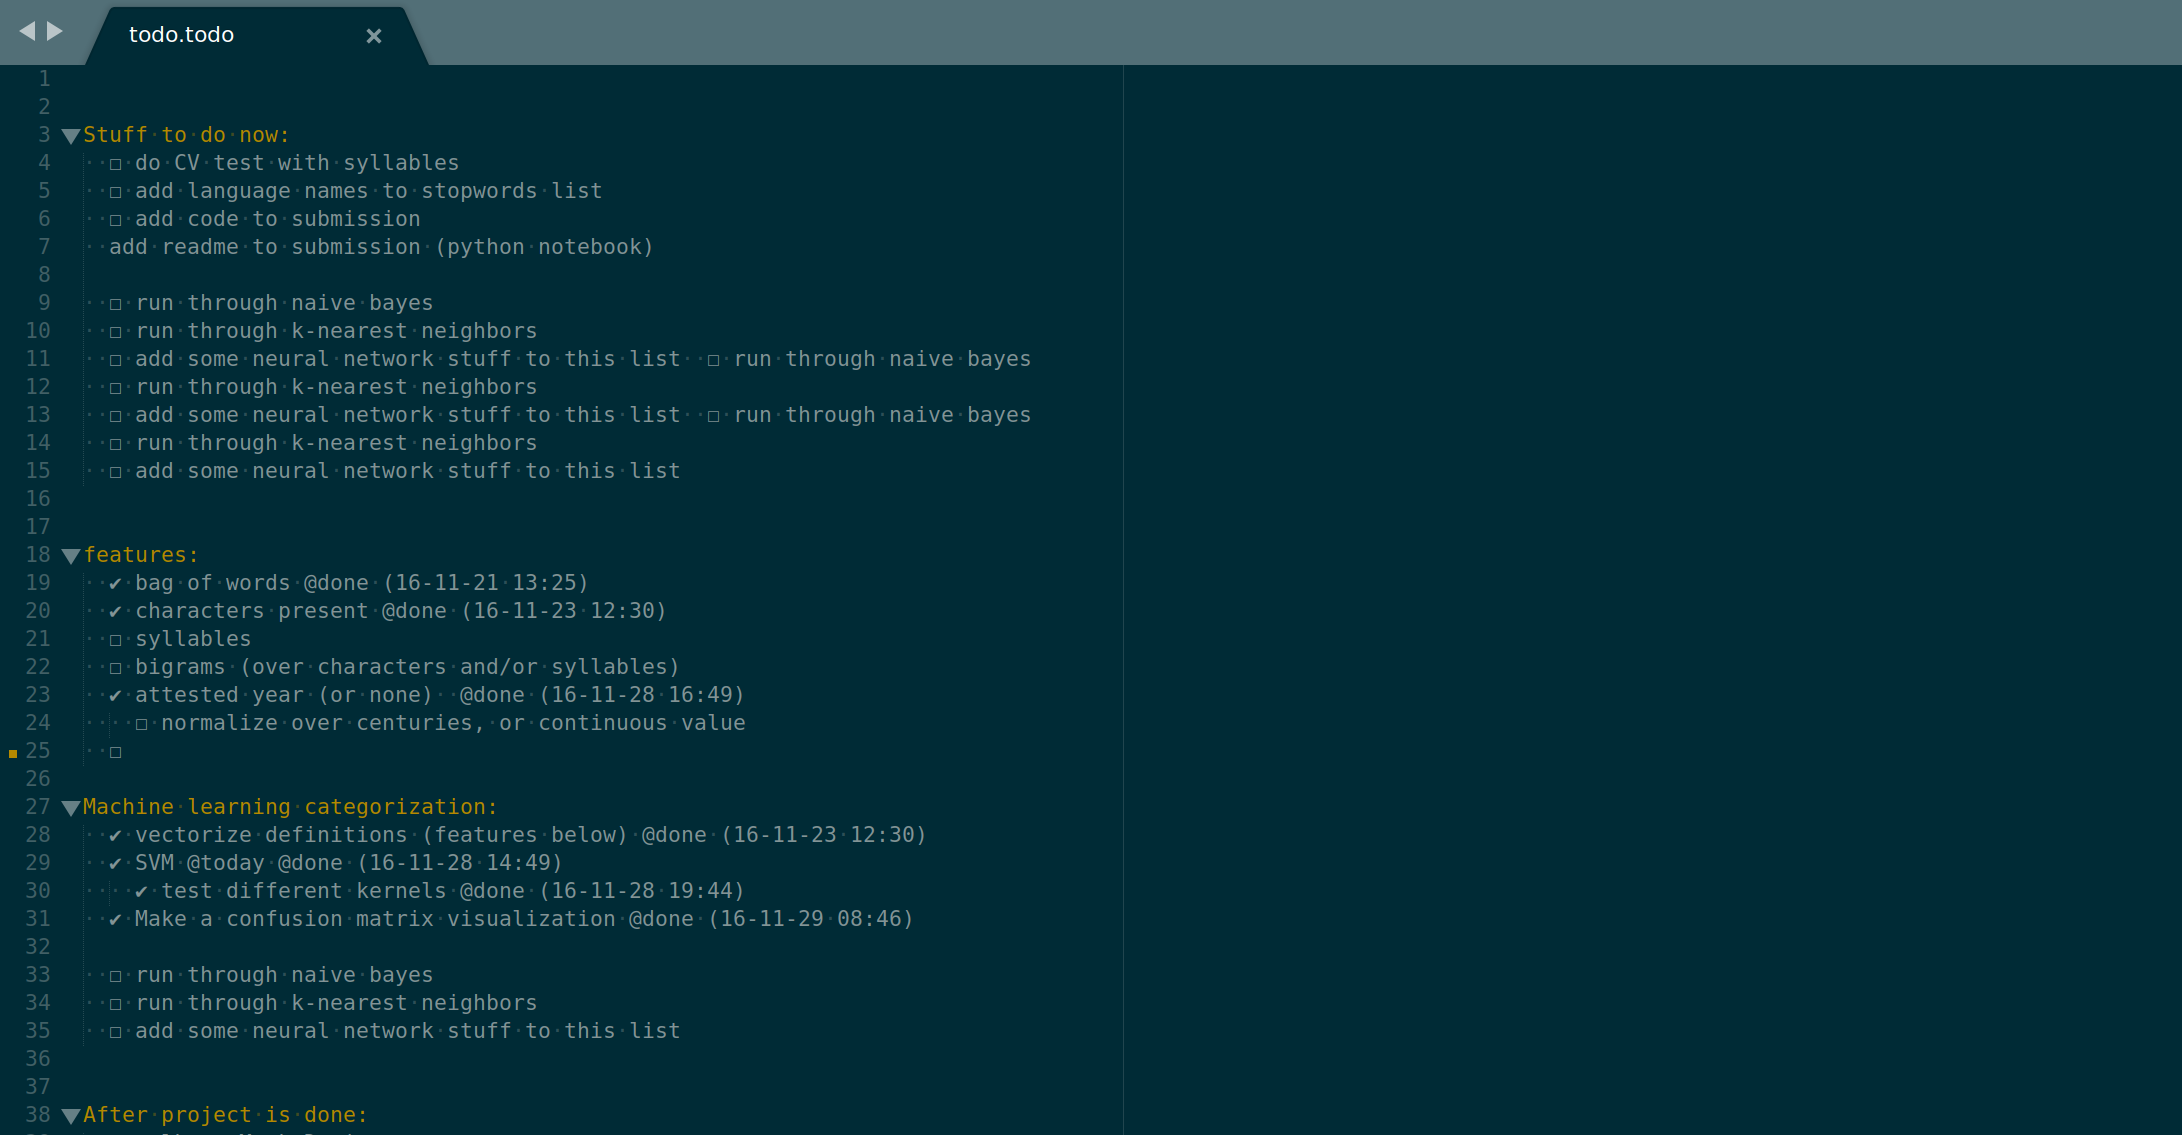 todo.todo ×
1
2
3 Stuff to do now:
4 □ do CV test with syllables
5 □ add language names to stopwords list
6 □ add code to submission
7 add readme to submission (python notebook)
8
9 □ run through naive bayes
10 □ run through k-nearest neighbors
11 □ add some neural network stuff to this list □ run through naive bayes
12 □ run through k-nearest neighbors
13 □ add some neural network stuff to this list □ run through naive bayes
14 □ run through k-nearest neighbors
15 □ add some neural network stuff to this list
16
17
18 features:
19 ✔ bag of words @done (16-11-21 13:25)
20 ✔ characters present @done (16-11-23 12:30)
21 □ syllables
22 □ bigrams (over characters and/or syllables)
23 ✔ attested year (or none) @done (16-11-28 16:49)
24 □ normalize over centuries, or continuous value
25 □
26
27 Machine learning categorization:
28 ✔ vectorize definitions (features below) @done (16-11-23 12:30)
29 ✔ SVM @today @done (16-11-28 14:49)
30 ✔ test different kernels @done (16-11-28 19:44)
31 ✔ Make a confusion matrix visualization @done (16-11-29 08:46)
32
33 □ run through naive bayes
34 □ run through k-nearest neighbors
35 □ add some neural network stuff to this list
36
37
38 After project is done: